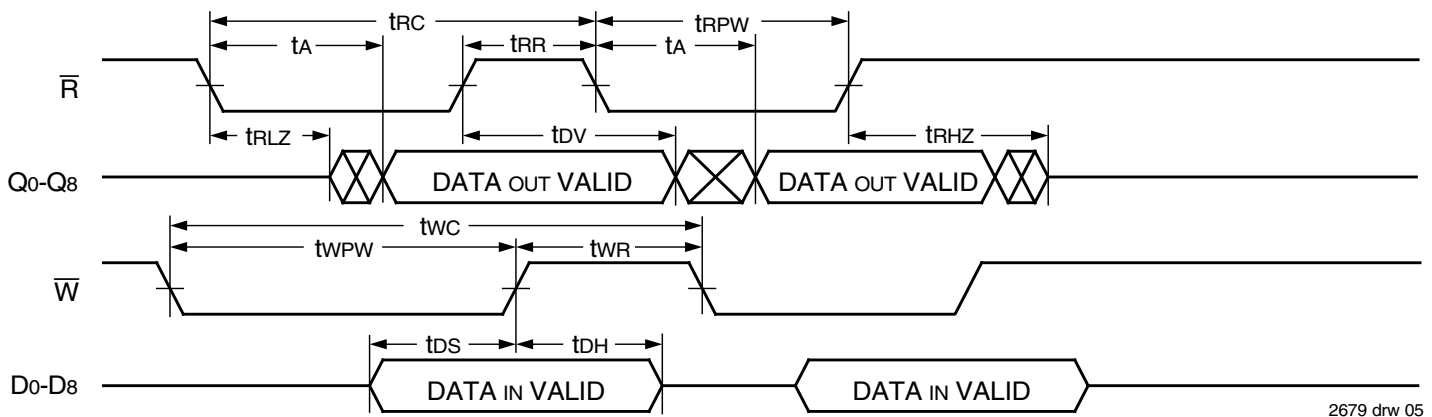 tRC tRPW
tA tRR tA
R̅
tRLZ tDV tRHZ
Q0-Q8 DATA OUT VALID DATA OUT VALID
tWC
tWPW tWR
W̅
tDS tDH
D0-D8 DATA IN VALID DATA IN VALID
2679 drw 05